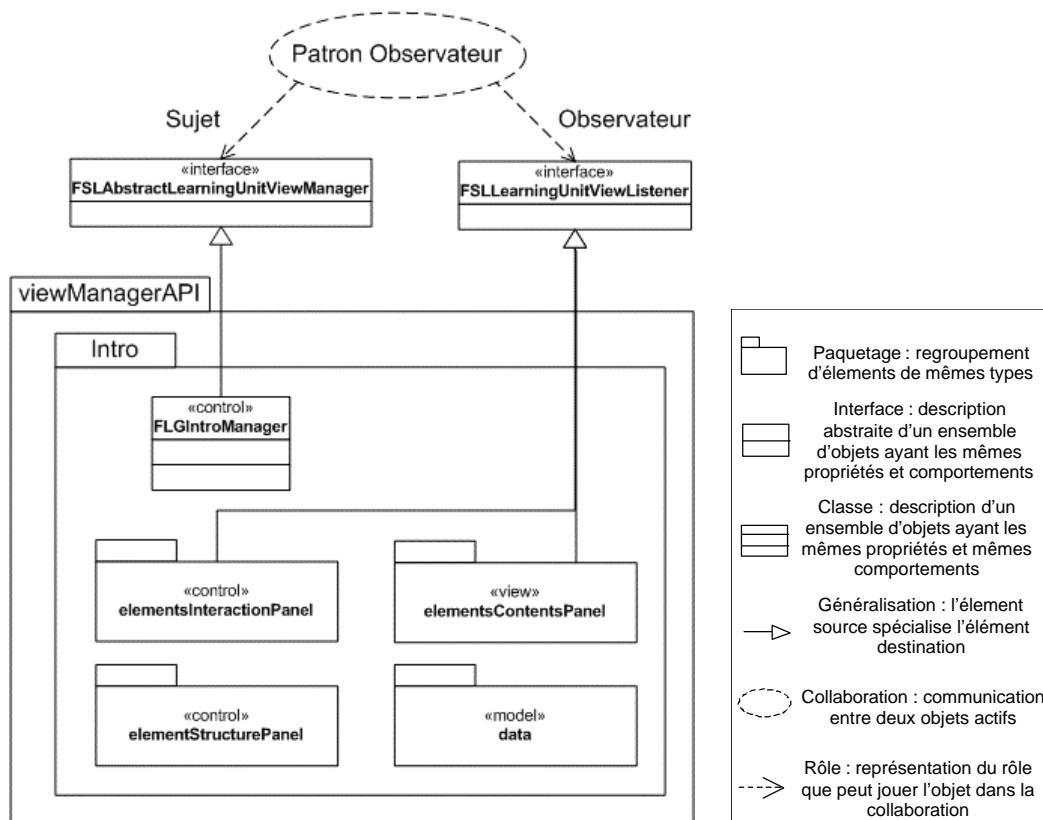 Patron Observateur
Sujet
Observateur
«interface»
FSLAbstractLearningUnitViewManager
«interface»
FSLLearningUnitViewListener
viewManagerAPI
Intro
«control»
FLGIntroManager
«control»
elementsInteractionPanel
«view»
elementsContentsPanel
«control»
elementStructurePanel
«model»
data
Paquetage : regroupement
d'élements de mêmes types
Interface : description
abstraite d'un ensemble
d'objets ayant les mêmes
propriétés et comportements
Classe : description d'un
ensemble d'objets ayant les
mêmes propriétés et mêmes
comportements
Généralisation : l'élement
source spécialise l'élément
destination
Collaboration : communication
entre deux objets actifs
Rôle : représentation du rôle
que peut jouer l'objet dans la
collaboration